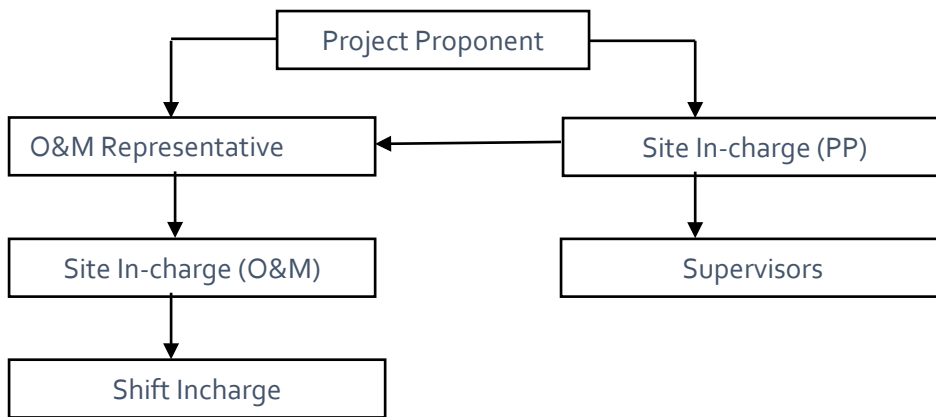 Project Proponent
O&M Representative
Site In-charge (PP)
Site In-charge (O&M)
Supervisors
Shift Incharge